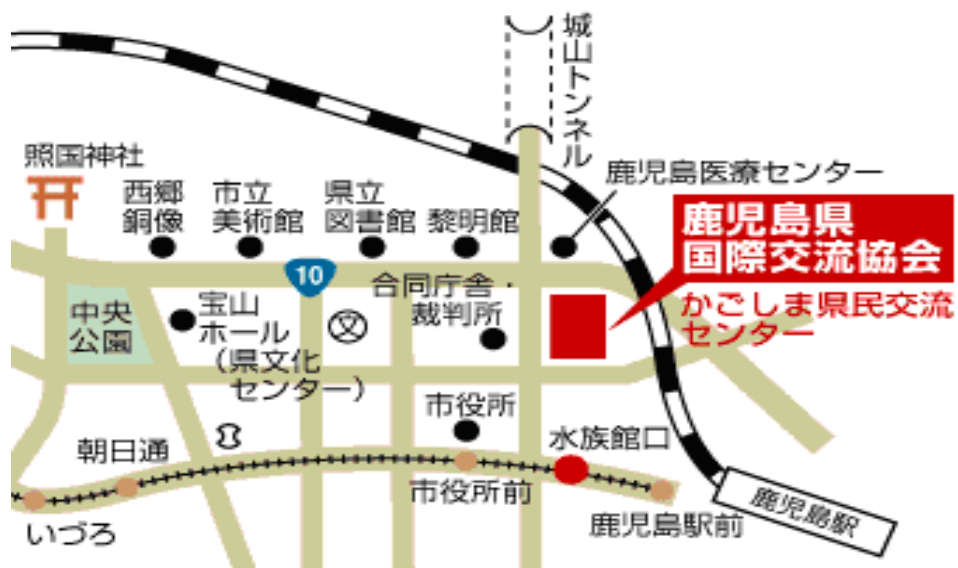 城山トンネル
照国神社
鹿児島医療センター
西郷
銅像
市立
美術館
県立
図書館
黎明館
鹿児島県
国際交流協会
10
合同庁舎・
裁判所
かごしま県民交流
センター
中央
公園
宝山
ホール
(県文化
センター)
文
市役所
朝日通
水族館口
市役所前
いづろ
鹿児島駅前
鹿児島駅